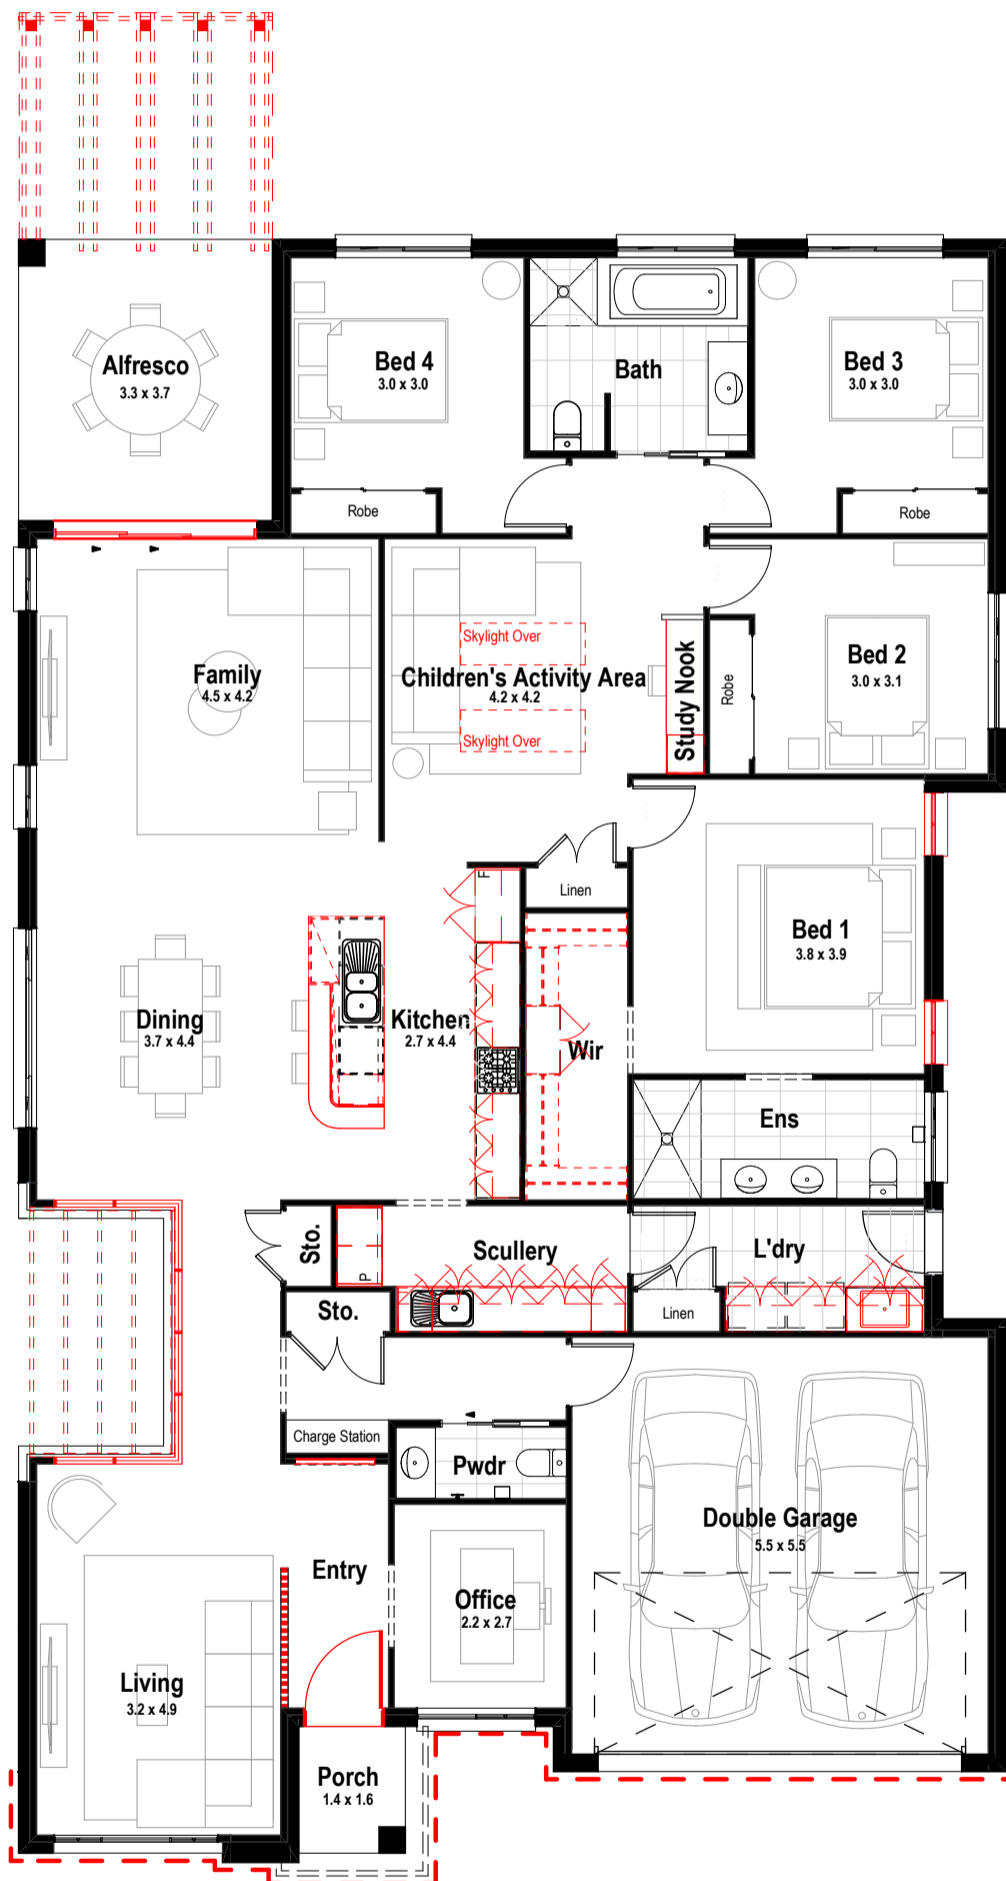 Alfresco
3.3 x 3.7
Bed 4
3.0 x 3.0
Bath
Bed 3
3.0 x 3.0
Robe
Robe
Family
4.5 x 4.2
Skylight Over
Children's Activity Area
4.2 x 4.2
Skylight Over
Study Nook
Robe
Bed 2
3.0 x 3.1
Linen
F
Bed 1
3.8 x 3.9
Dining
3.7 x 4.4
Kitchen
2.7 x 4.4
Wir
Ens
Sto.
P
Scullery
L'dry
Linen
Sto.
Charge Station
Pwdr
Double Garage
5.5 x 5.5
Entry
Office
2.2 x 2.7
Living
3.2 x 4.9
Porch
1.4 x 1.6